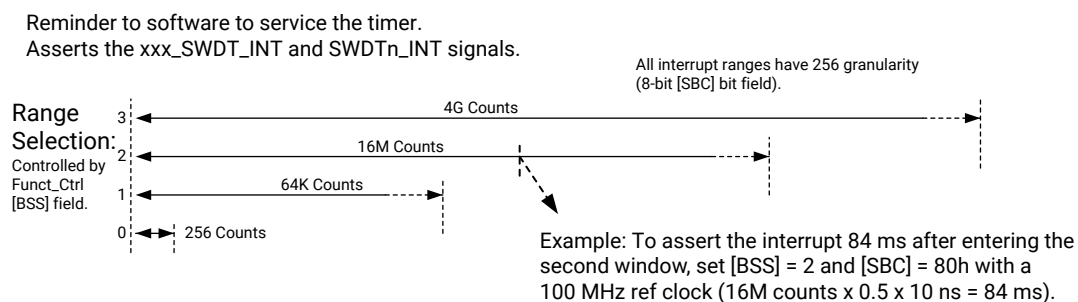 Reminder to software to service the timer.
Asserts the xxx_SWDT_INT and SWDTn_INT signals.
All interrupt ranges have 256 granularity
(8-bit [SBC] bit field).
Range
Selection:
Controlled by
Funct_Ctrl
[BSS] field.
3
4G Counts
2
16M Counts
1
64K Counts
0
256 Counts
Example: To assert the interrupt 84 ms after entering the
second window, set [BSS] = 2 and [SBC] = 80h with a
100 MHz ref clock (16M counts x 0.5 x 10 ns = 84 ms).